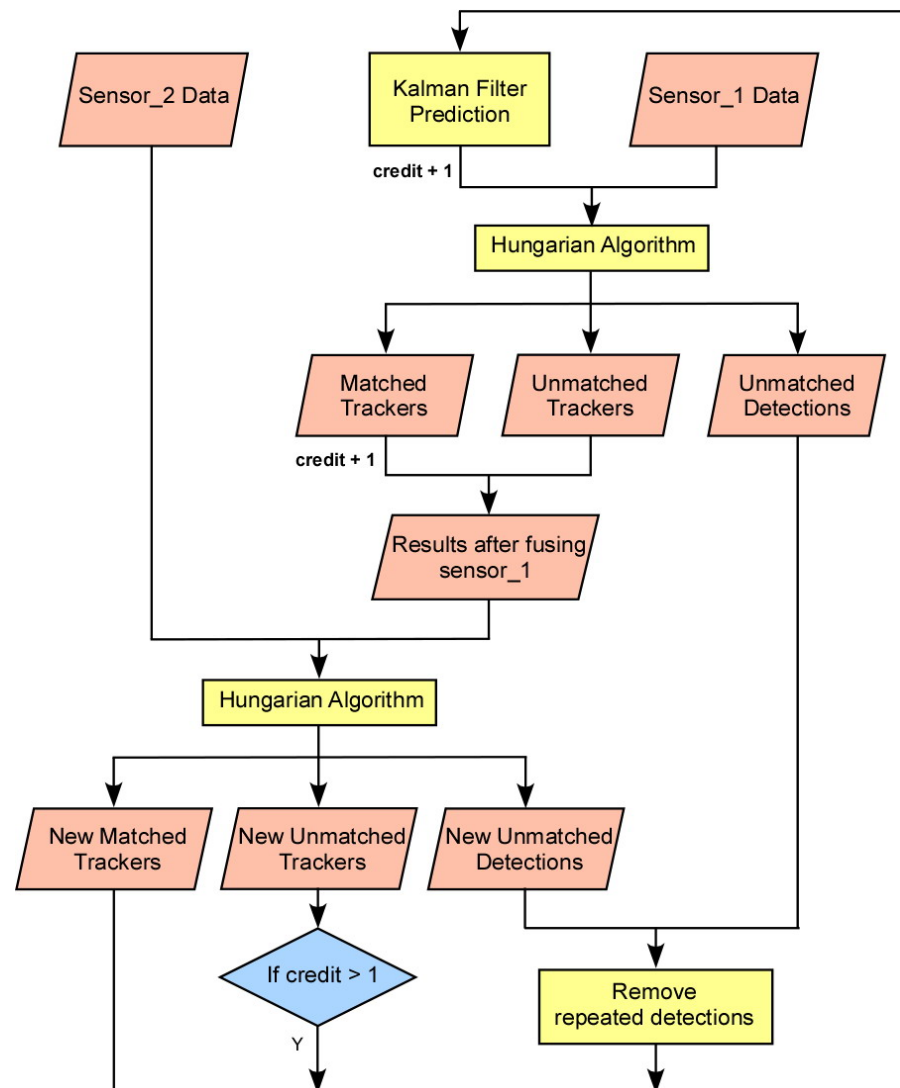 Sensor_2 Data
Kalman Filter
Prediction
Sensor_1 Data
credit + 1
Hungarian Algorithm
Matched
Trackers
Unmatched
Trackers
Unmatched
Detections
credit + 1
Results after fusing
sensor_1
Hungarian Algorithm
New Matched
Trackers
New Unmatched
Trackers
New Unmatched
Detections
If credit > 1
Remove
repeated detections
Y